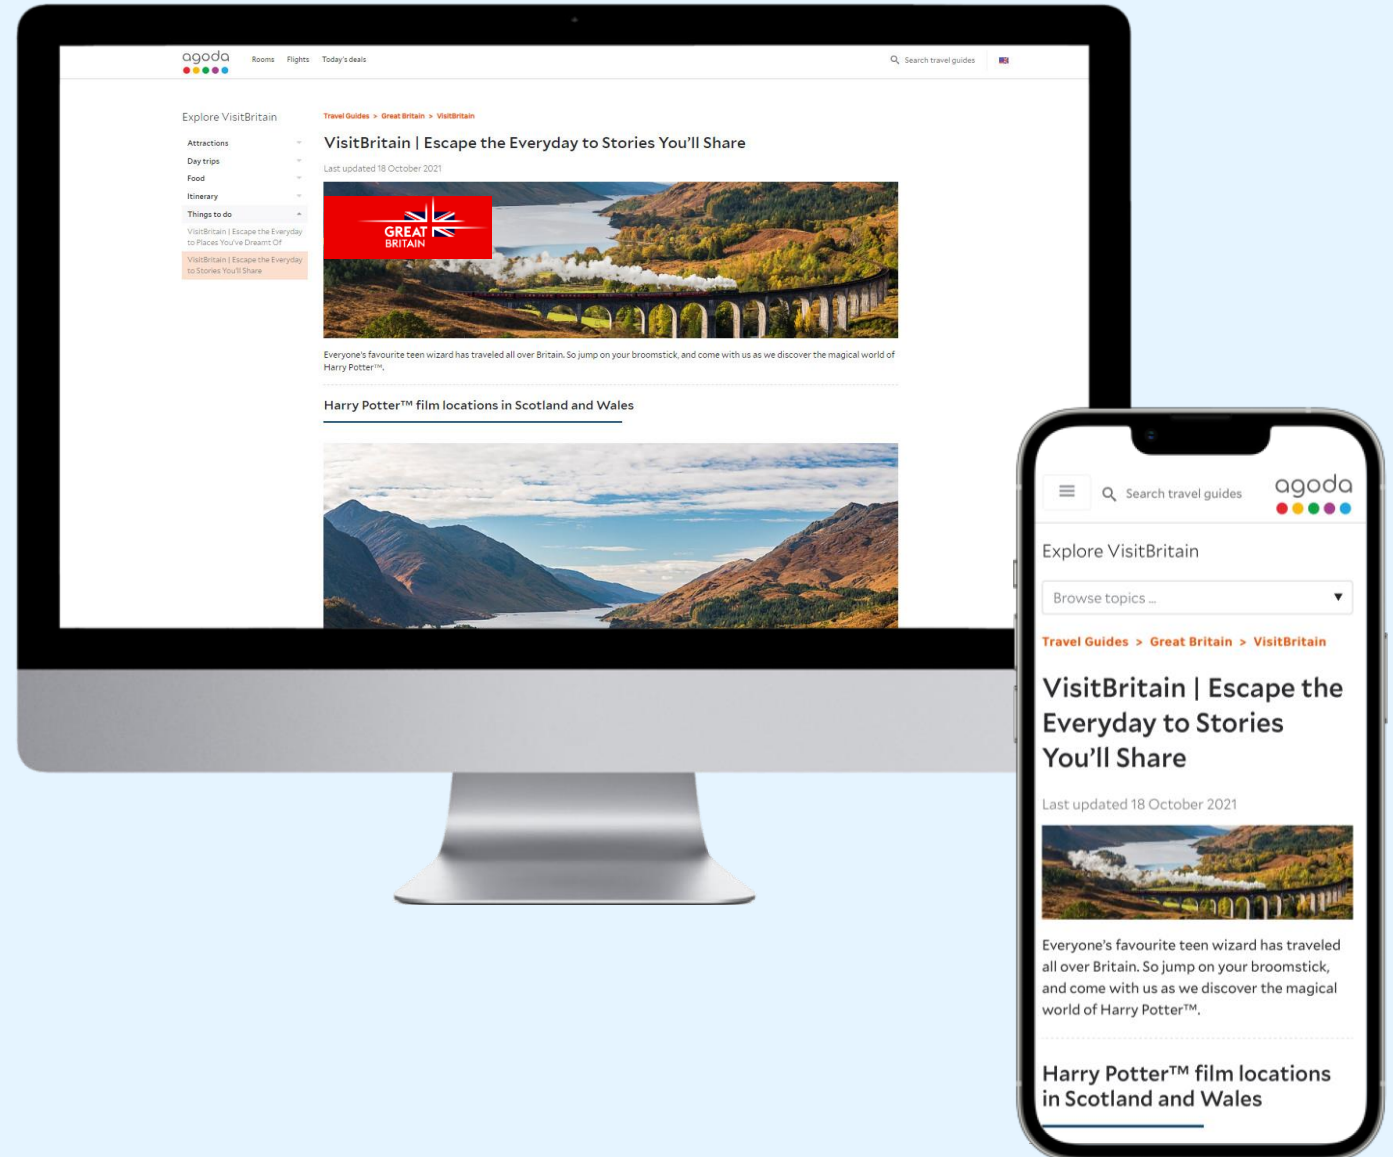 agoda
Rooms Flights Today's deals
Search travel guides
Explore VisitBritain
Attractions
Day trips
Food
Itinerary
Things to do
VisitBritain | Escape the Everyday
to Places You've Dreamt Of
VisitBritain | Escape the Everyday
to Stories You'll Share
Travel Guides > Great Britain > VisitBritain
VisitBritain | Escape the Everyday to Stories You'll Share
Last updated 18 October 2021
GREAT
BRITAIN
Everyone's favourite teen wizard has traveled all over Britain. So jump on your broomstick, and come with us as we discover the magical world of
Harry Potter™.
Harry Potter™ film locations in Scotland and Wales
Search travel guides
agoda
Explore VisitBritain
Browse topics ...
Travel Guides > Great Britain > VisitBritain
VisitBritain | Escape the
Everyday to Stories
You'll Share
Last updated 18 October 2021
Everyone's favourite teen wizard has traveled
all over Britain. So jump on your broomstick,
and come with us as we discover the magical
world of Harry Potter™.
Harry Potter™ film locations
in Scotland and Wales